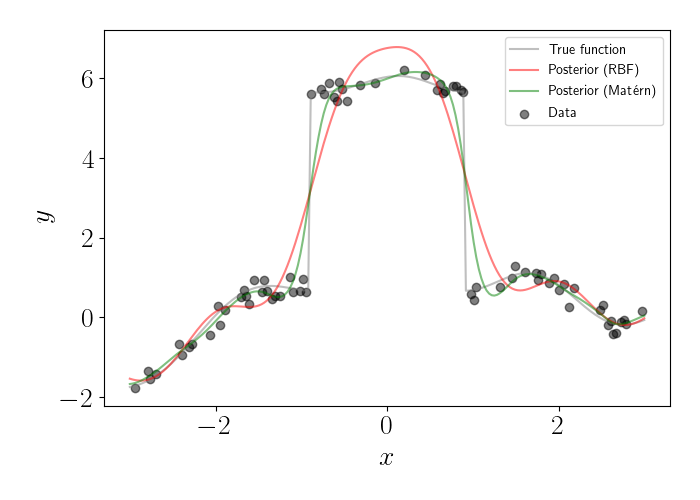 True function
Posterior (RBF)
Posterior (Matérn)
Data
6
4
2
0
−2
y
−2 0 2
x